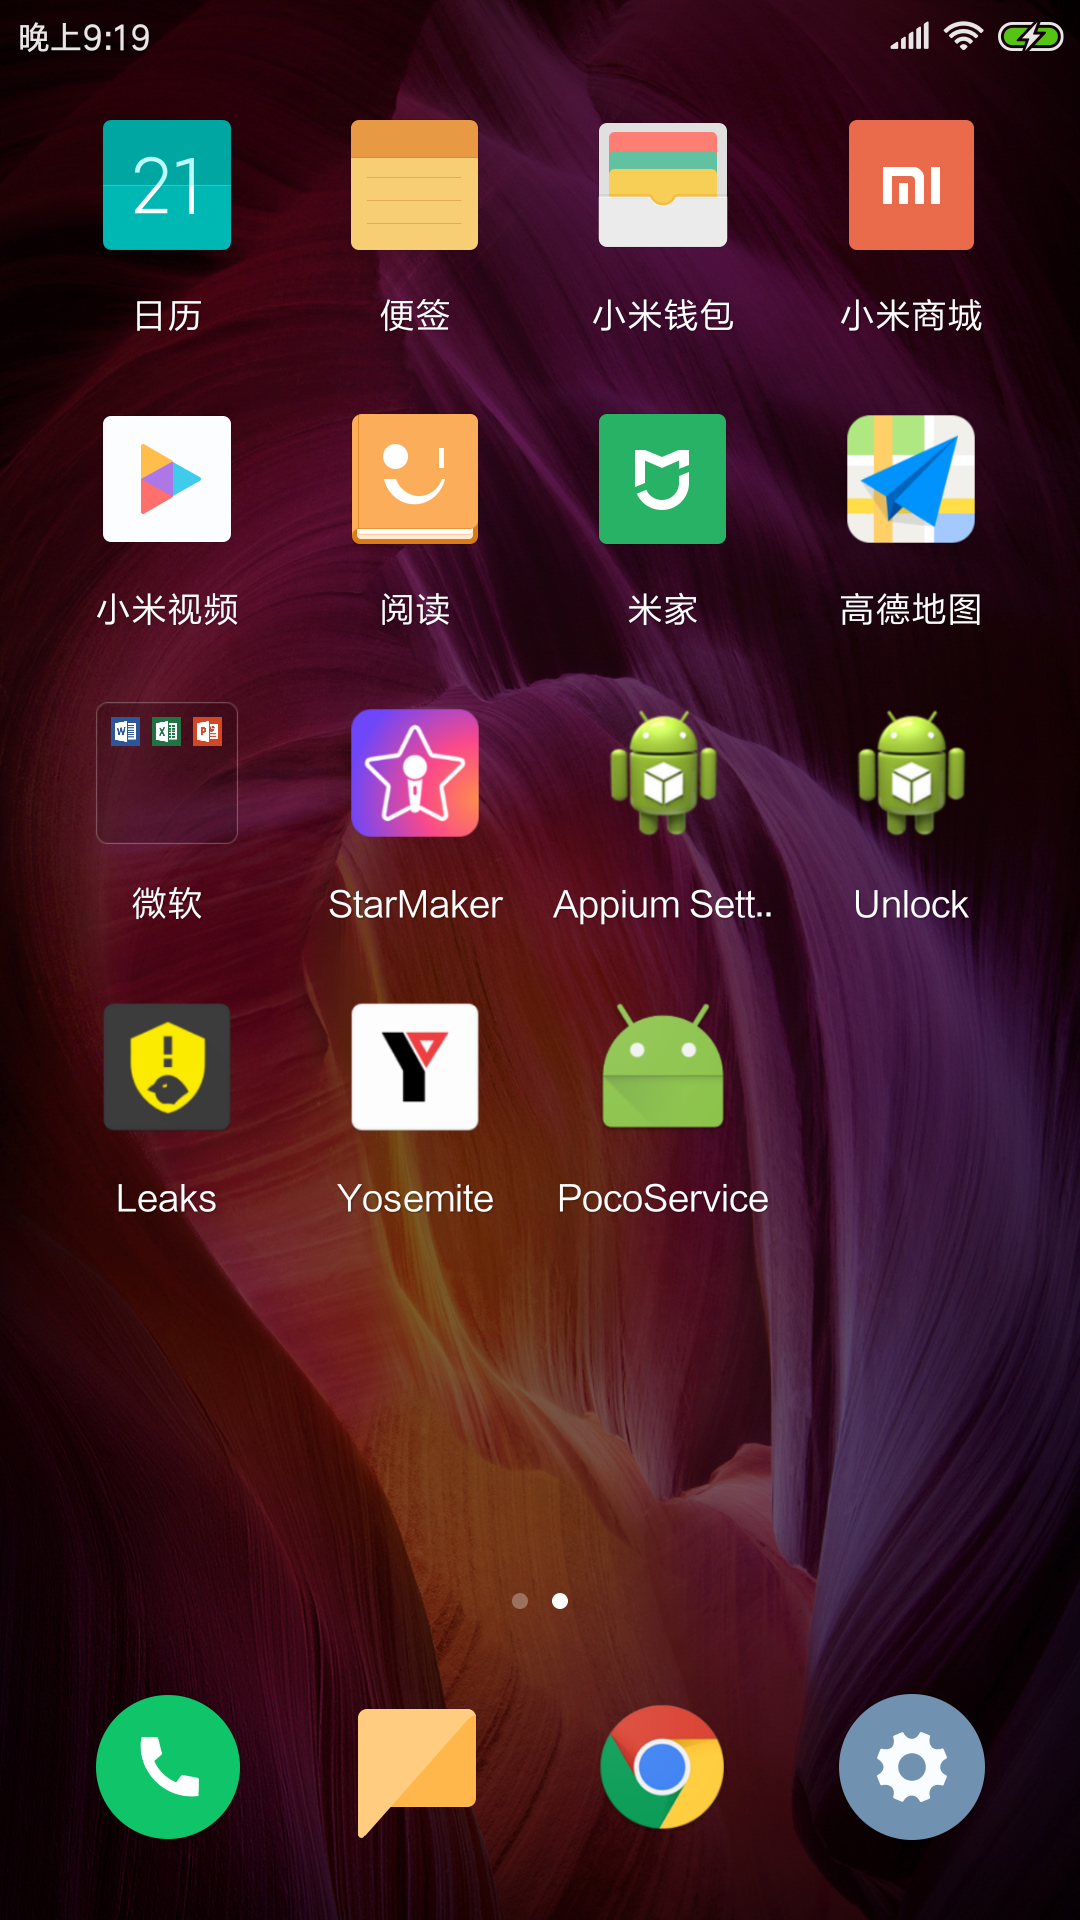 晚上9:19
21
日历
便签
小米钱包
小米商城
小米视频
阅读
米家
高德地图
W
X
P
微软
StarMaker
Appium Sett..
Unlock
Leaks
Yosemite
PocoService